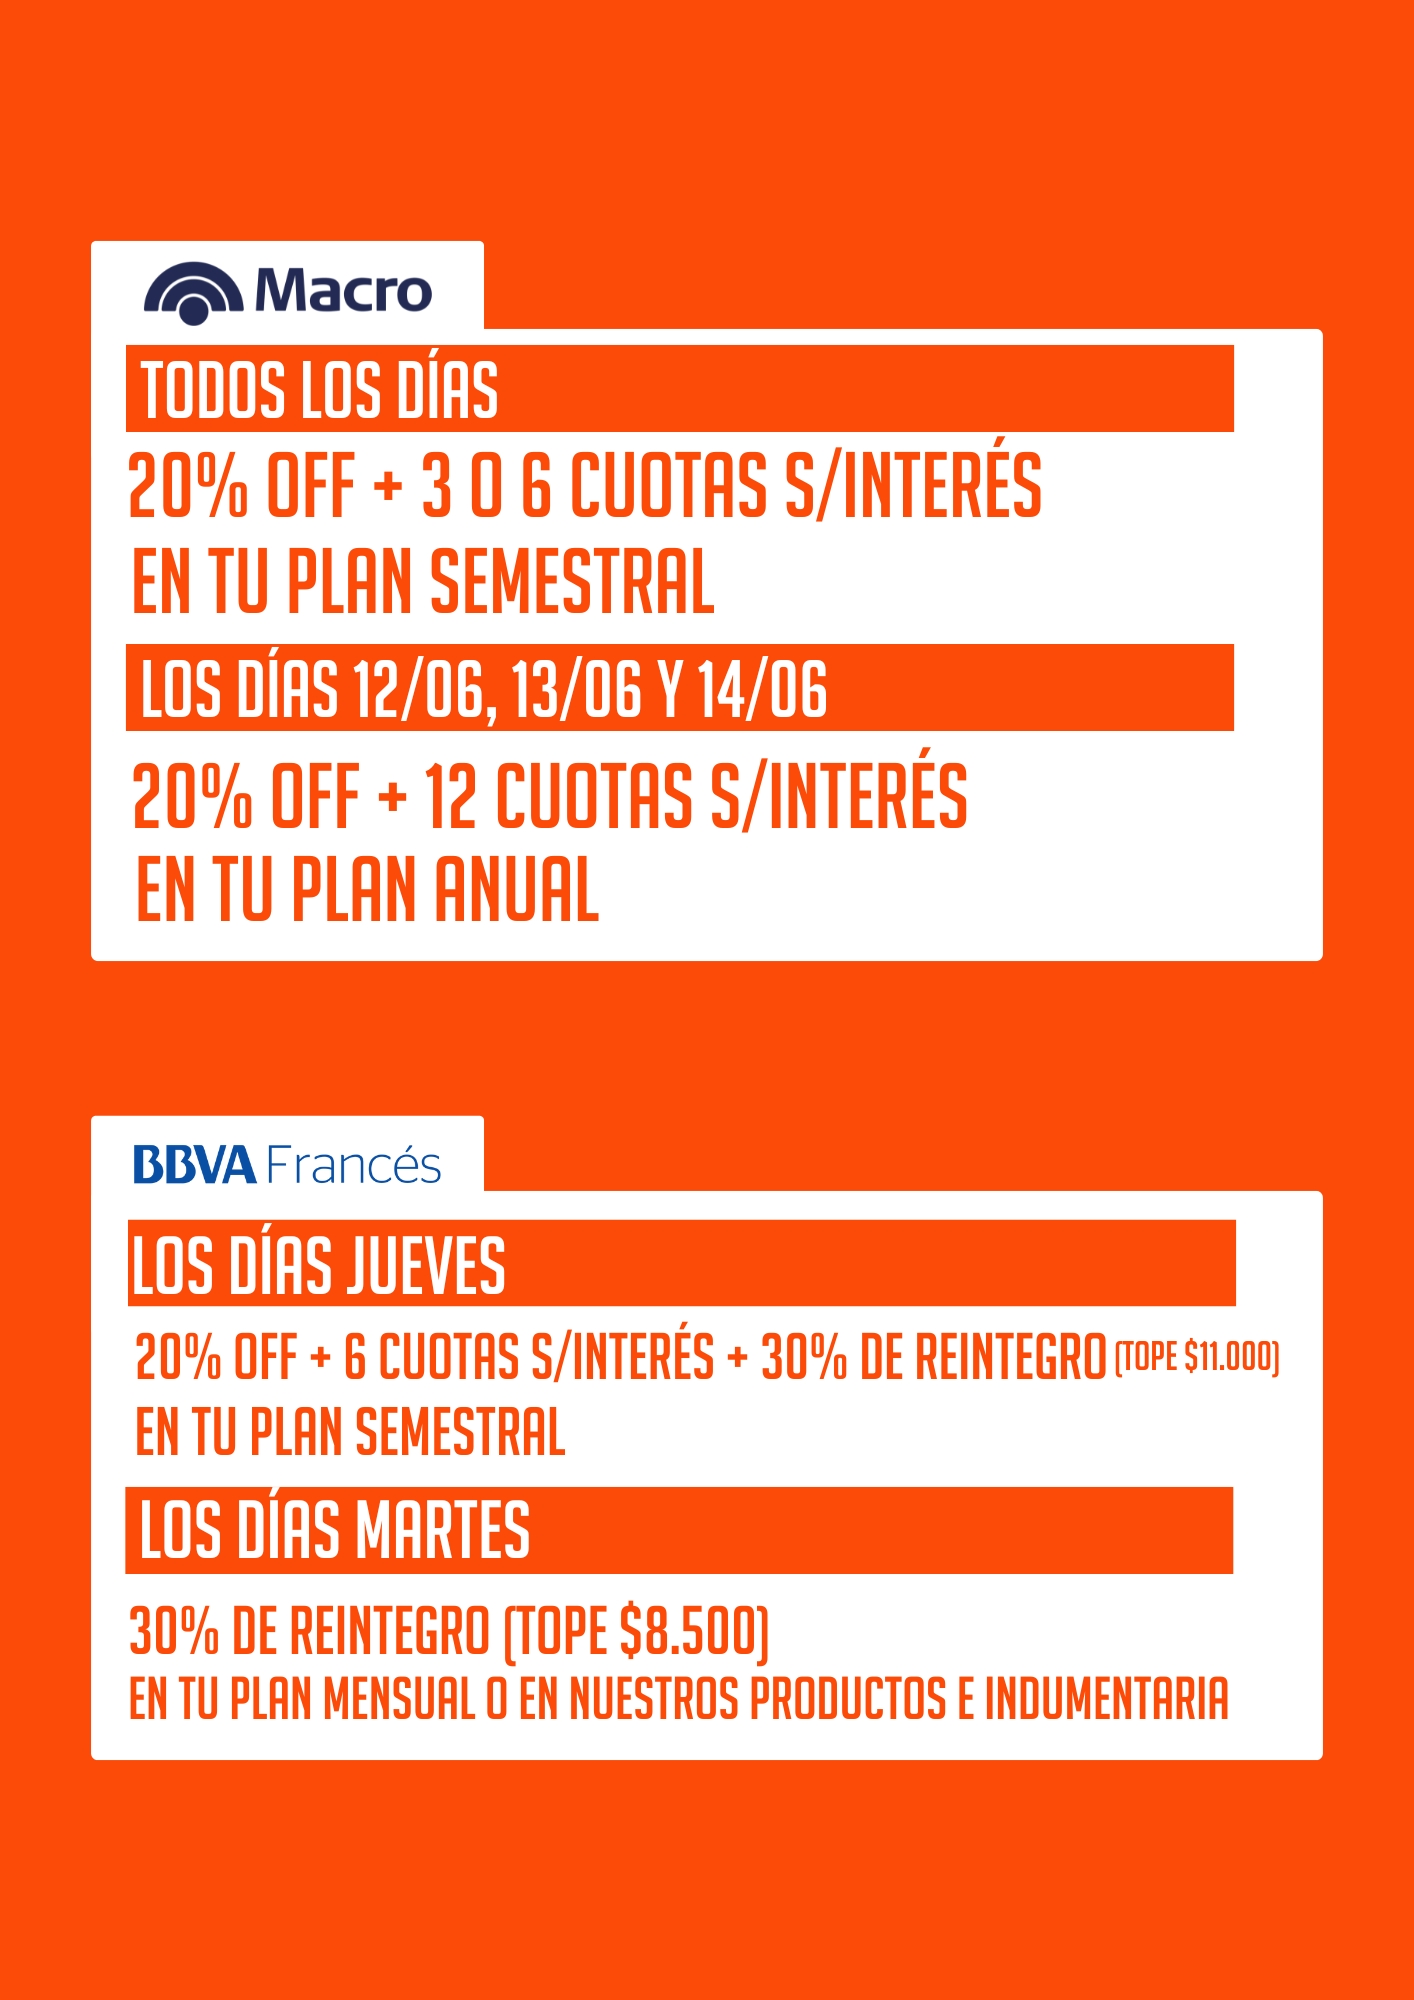 Macro
TODOS LOS DÍAS
20% OFF + 3 O 6 CUOTAS S/INTERÉS
EN TU PLAN SEMESTRAL
LOS DÍAS 12/06, 13/06 Y 14/06
20% OFF + 12 CUOTAS S/INTERÉS
EN TU PLAN ANUAL
BBVA Francés
LOS DÍAS JUEVES
20% OFF + 6 CUOTAS S/INTERÉS + 30% DE REINTEGRO (TOPE $11.000)
EN TU PLAN SEMESTRAL
LOS DÍAS MARTES
30% DE REINTEGRO (TOPE $8.500)
EN TU PLAN MENSUAL O EN NUESTROS PRODUCTOS E INDUMENTARIA